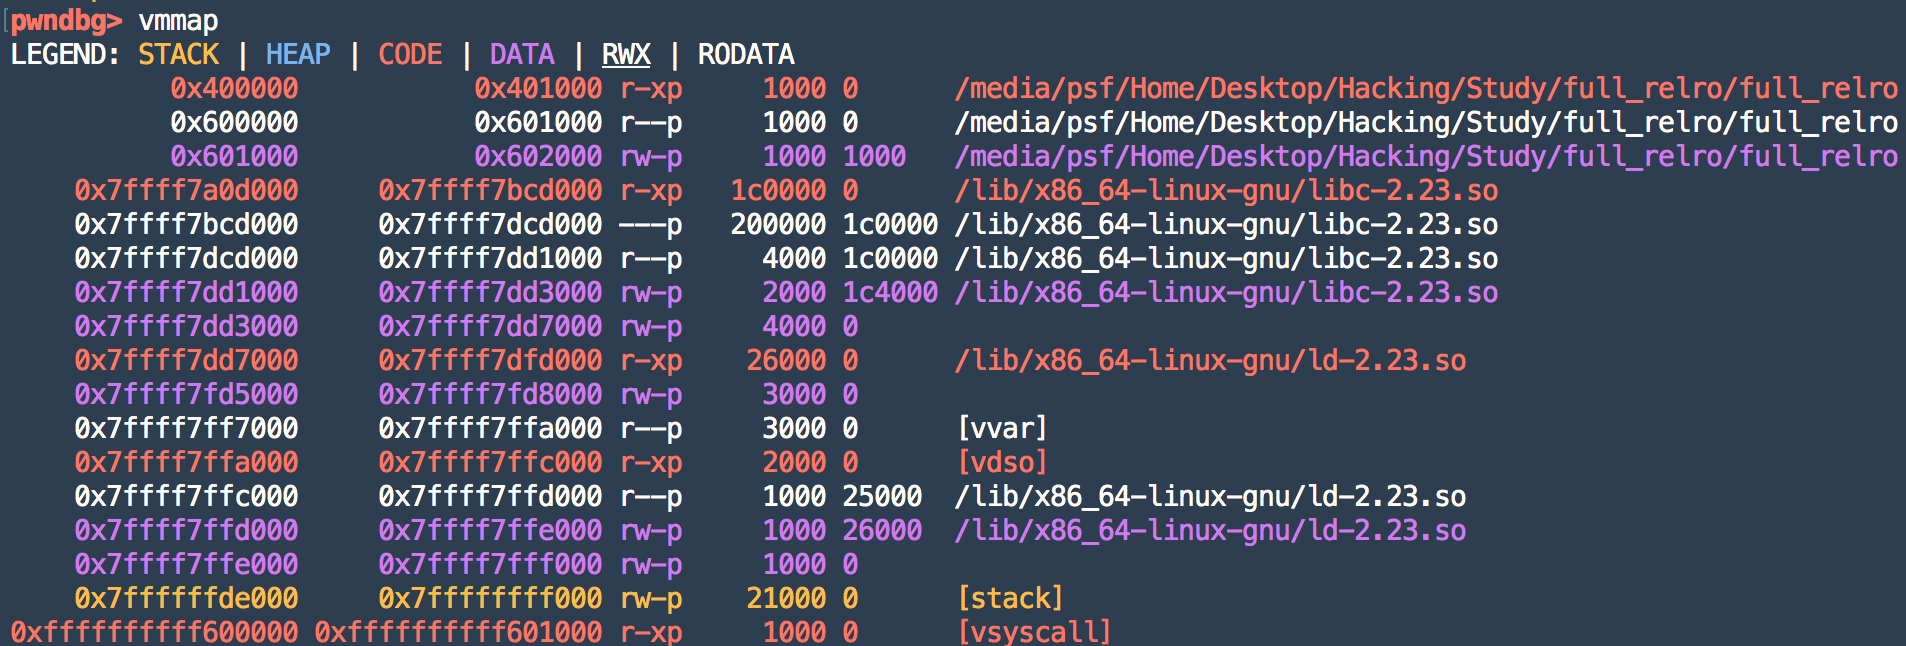 pwndbg> vmmap
LEGEND: STACK | HEAP | CODE | DATA | RWX | RODATA
0x400000 0x401000 r-xp 1000 0 /media/psf/Home/Desktop/Hacking/Study/full_relro/full_relro
0x600000 0x601000 r--p 1000 0 /media/psf/Home/Desktop/Hacking/Study/full_relro/full_relro
0x601000 0x602000 rw-p 1000 1000 /media/psf/Home/Desktop/Hacking/Study/full_relro/full_relro
0x7ffff7a0d000 0x7ffff7bcd000 r-xp 1c0000 0 /lib/x86_64-linux-gnu/libc-2.23.so
0x7ffff7bcd000 0x7ffff7dcd000 ---p 200000 1c0000 /lib/x86_64-linux-gnu/libc-2.23.so
0x7ffff7dcd000 0x7ffff7dd1000 r--p 4000 1c0000 /lib/x86_64-linux-gnu/libc-2.23.so
0x7ffff7dd1000 0x7ffff7dd3000 rw-p 2000 1c4000 /lib/x86_64-linux-gnu/libc-2.23.so
0x7ffff7dd3000 0x7ffff7dd7000 rw-p 4000 0
0x7ffff7dd7000 0x7ffff7dfd000 r-xp 26000 0 /lib/x86_64-linux-gnu/ld-2.23.so
0x7ffff7fd5000 0x7ffff7fd8000 rw-p 3000 0
0x7ffff7ff7000 0x7ffff7ffa000 r--p 3000 0 [vvar]
0x7ffff7ffa000 0x7ffff7ffc000 r-xp 2000 0 [vdso]
0x7ffff7ffc000 0x7ffff7ffd000 r--p 1000 25000 /lib/x86_64-linux-gnu/ld-2.23.so
0x7ffff7ffd000 0x7ffff7ffe000 rw-p 1000 26000 /lib/x86_64-linux-gnu/ld-2.23.so
0x7ffff7ffe000 0x7ffff7fff000 rw-p 1000 0
0x7ffffffde000 0x7ffffffff000 rw-p 21000 0 [stack]
0xffffffffff600000 0xffffffffff601000 r-xp 1000 0 [vsyscall]